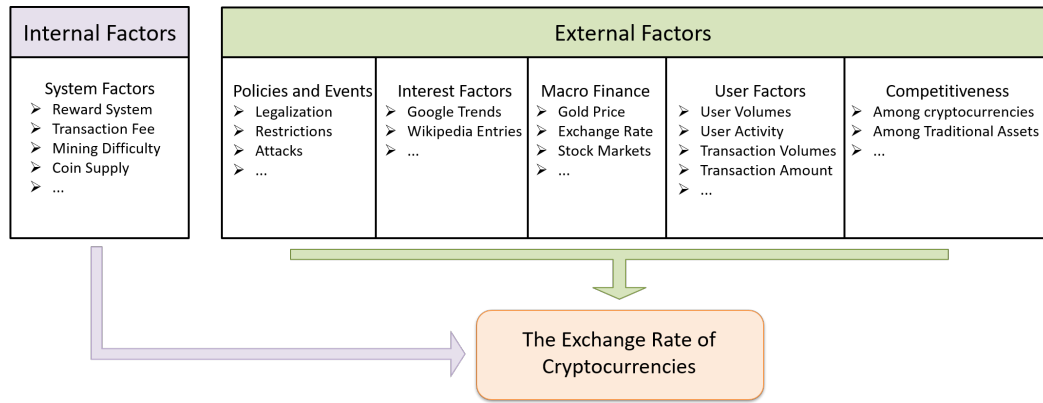 Internal Factors
System Factors
➢ Reward System
➢ Transaction Fee
➢ Mining Difficulty
➢ Coin Supply
➢ ...
External Factors
Policies and Events
➢ Legalization
➢ Restrictions
➢ Attacks
➢ ...
Interest Factors
➢ Google Trends
➢ Wikipedia Entries
➢ ...
Macro Finance
➢ Gold Price
➢ Exchange Rate
➢ Stock Markets
➢ ...
User Factors
➢ User Volumes
➢ User Activity
➢ Transaction Volumes
➢ Transaction Amount
➢ ...
Competitiveness
➢ Among cryptocurrencies
➢ Among Traditional Assets
➢ ...
The Exchange Rate of
Cryptocurrencies